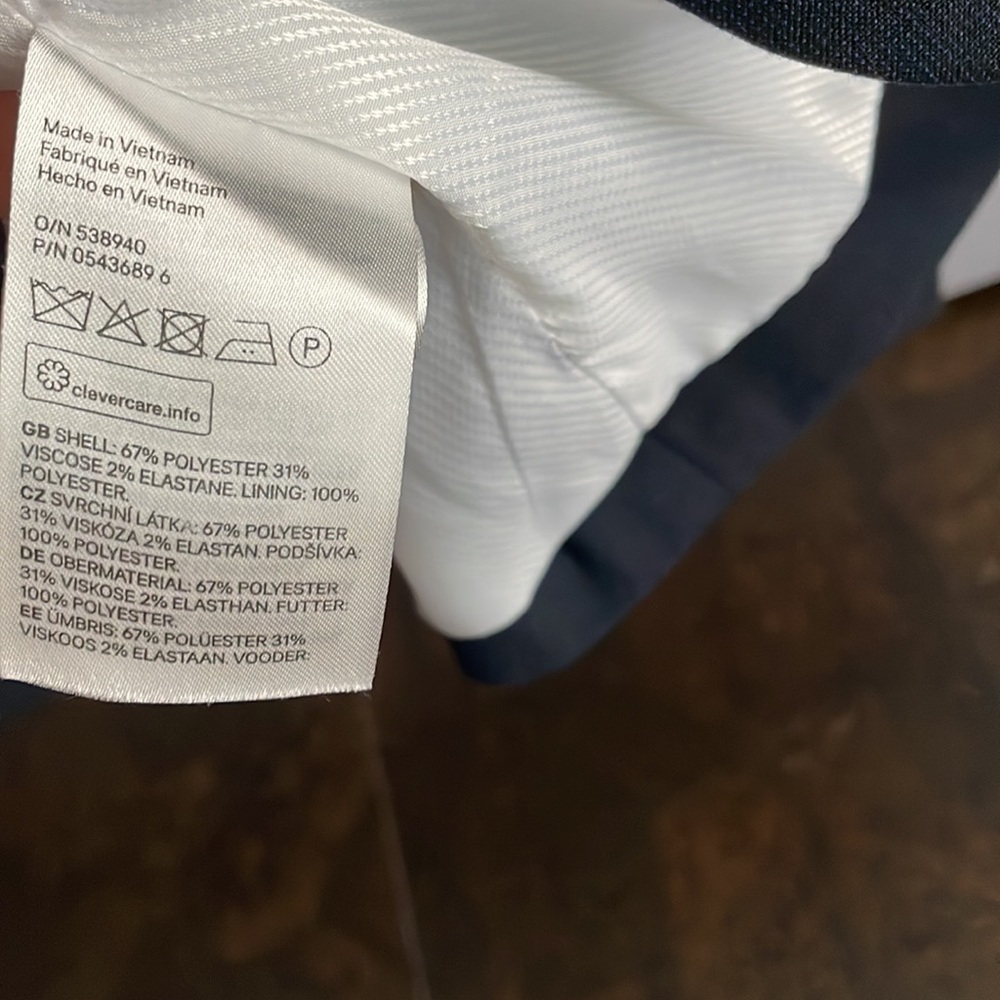 Made in Vietnam
Fabriqué en Vietnam
Hecho en Vietnam
O/N 538940
P/N 0543689 6
P
clevercare.info
GB SHELL: 67% POLYESTER 31%
VISCOSE 2% ELASTANE. LINING: 100%
POLYESTER.
CZ SVRCHNÍ LÁTKA: 67% POLYESTER
31% VISKÓZA 2% ELASTAN. PODŠÍVKA:
100% POLYESTER.
DE OBERMATERIAL: 67% POLYESTER
31% VISKOSE 2% ELASTHAN. FUTTER:
100% POLYESTER.
EE ÜMBRIS: 67% POLÜESTER 31%
VISKOOS 2% ELASTAAN. VOODER: